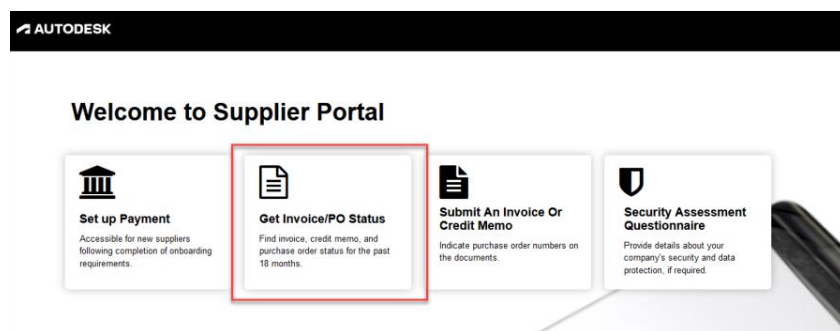 AUTODESK
Welcome to Supplier Portal
Set up Payment
Accessible for new suppliers
following completion of onboarding
requirements.
Get Invoice/PO Status
Find invoice, credit memo, and
purchase order status for the past
18 months.
Submit An Invoice Or
Credit Memo
Indicate purchase order numbers on
the documents.
Security Assessment
Questionnaire
Provide details about your
company's security and data
protection, if required.